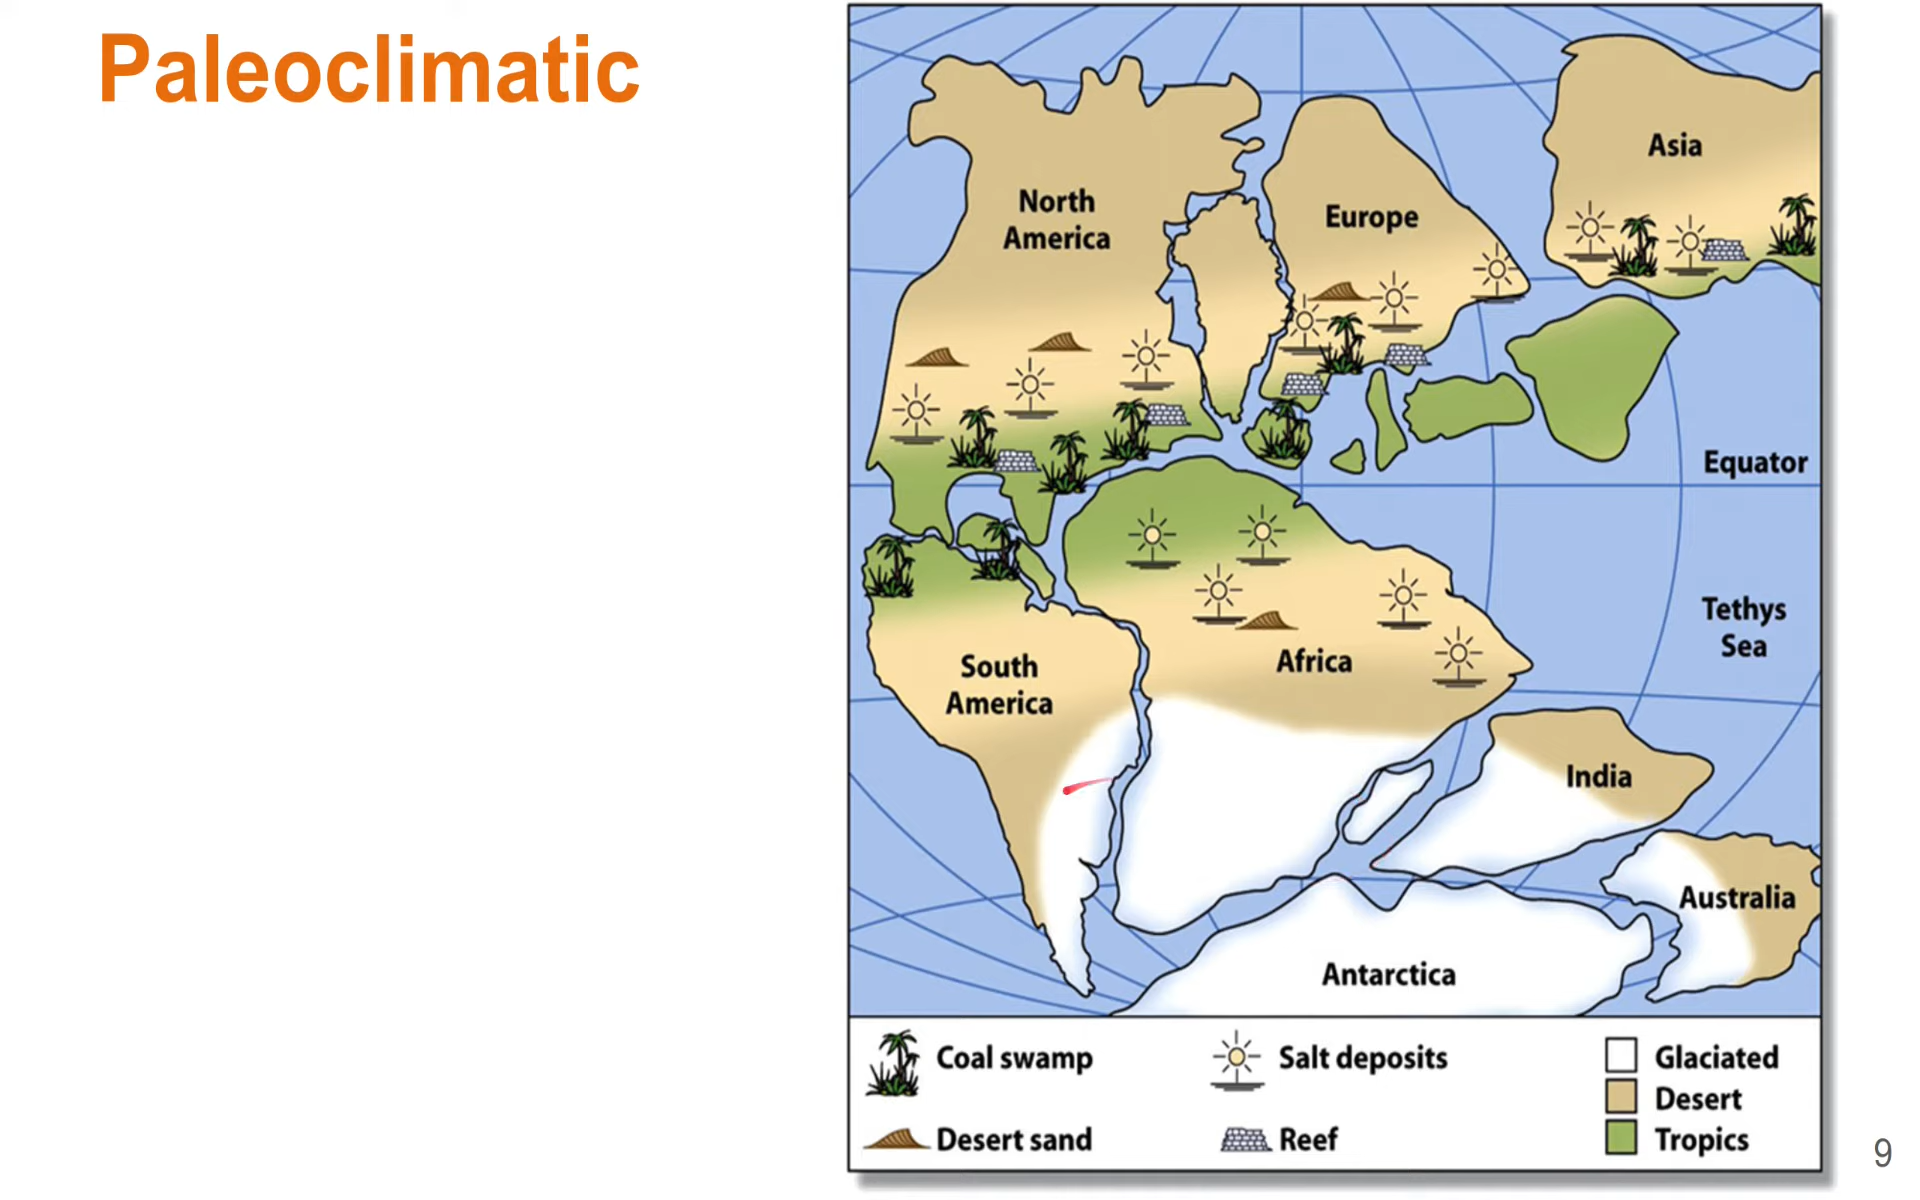 Paleoclimatic
Asia
North
America
Europe
Equator
Tethys
Sea
South
America
Africa
India
Australia
Antarctica
Coal swamp
Salt deposits
Glaciated
Desert
Desert sand
Reef
Tropics
9